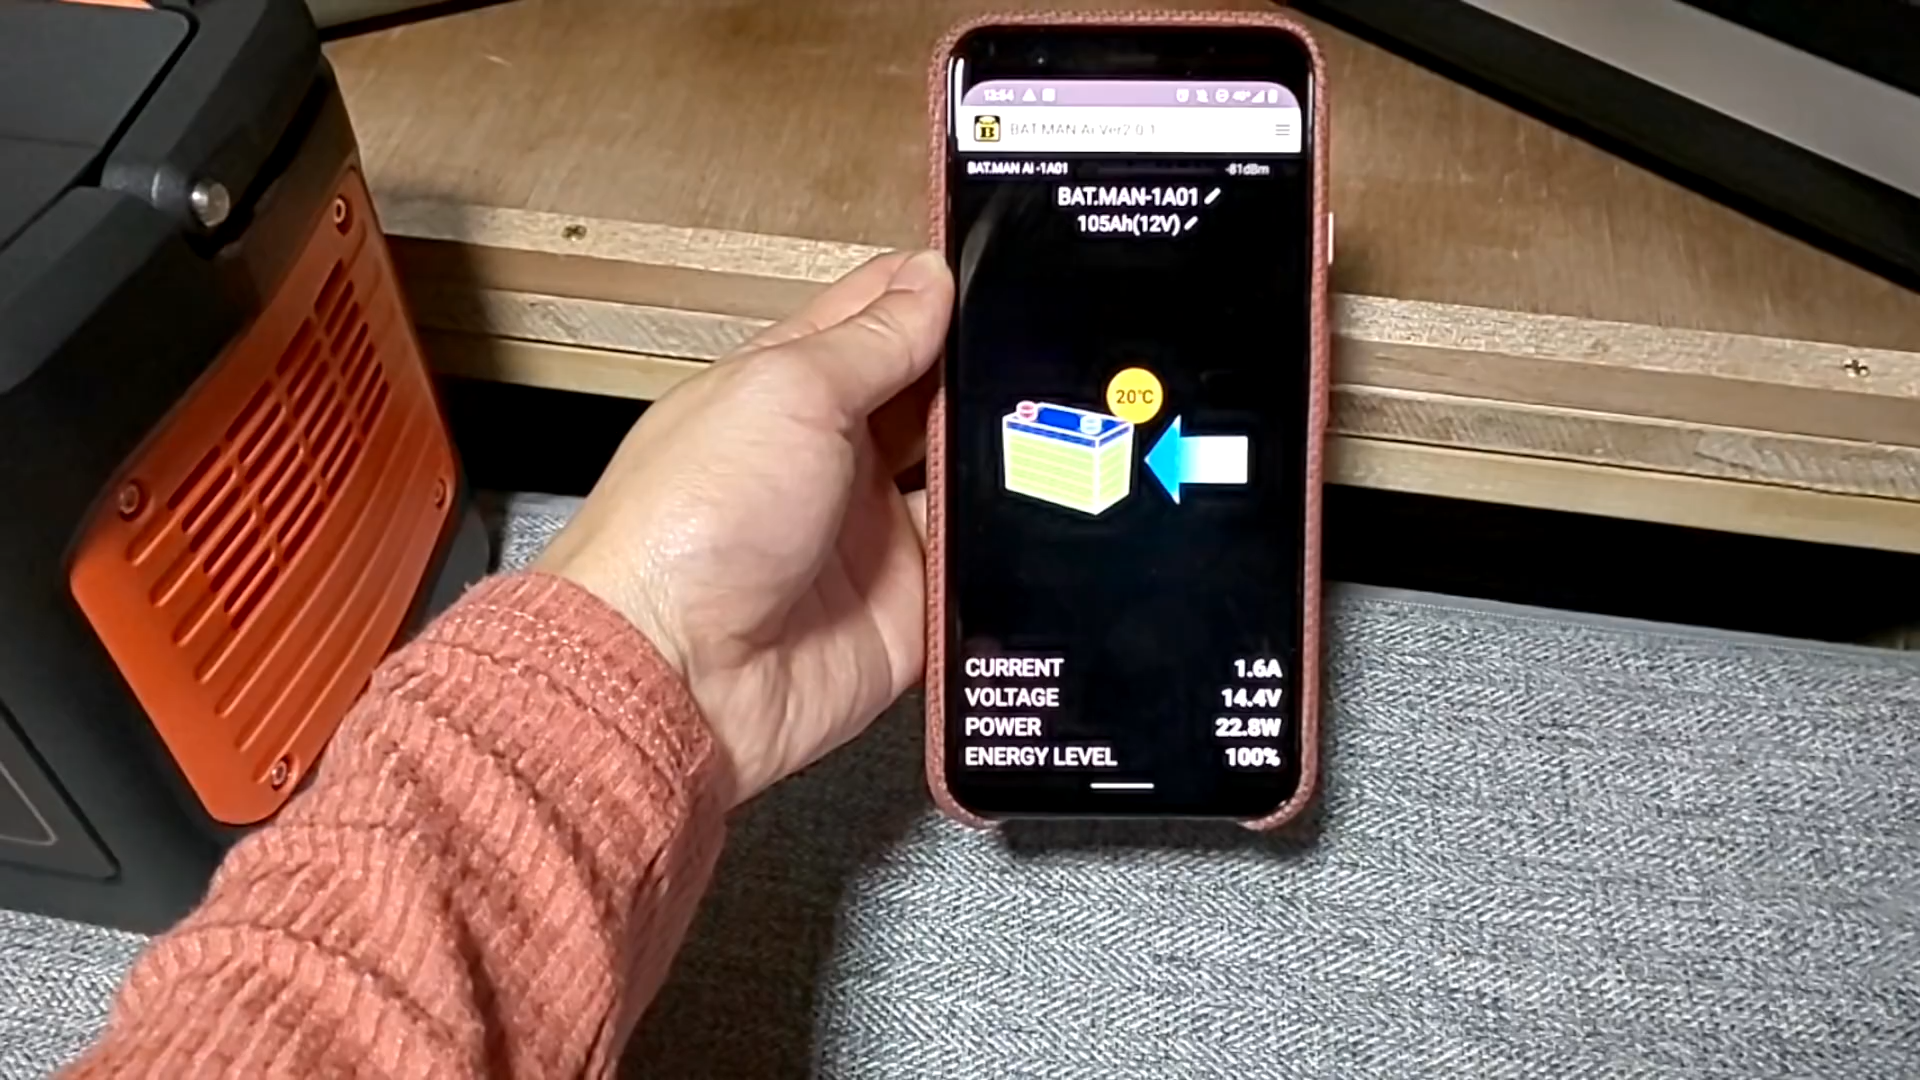 BAT.MAN Ai Ver2.0.1
BAT.MAN Ai -1A01
-81dBm
BAT.MAN-1A01
105Ah(12V)
20℃
CURRENT 1.6A
VOLTAGE 14.4V
POWER 22.8W
ENERGY LEVEL 100%